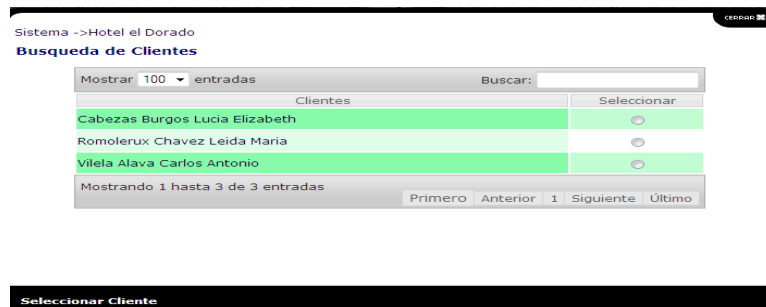 CERRAR
Sistema ->Hotel el Dorado
Busqueda de Clientes
Mostrar 100 entradas Buscar:
Clientes Seleccionar
Cabezas Burgos Lucia Elizabeth
Romolerux Chavez Leida Maria
Vilela Alava Carlos Antonio
Mostrando 1 hasta 3 de 3 entradas
Primero Anterior 1 Siguiente Último
Seleccionar Cliente